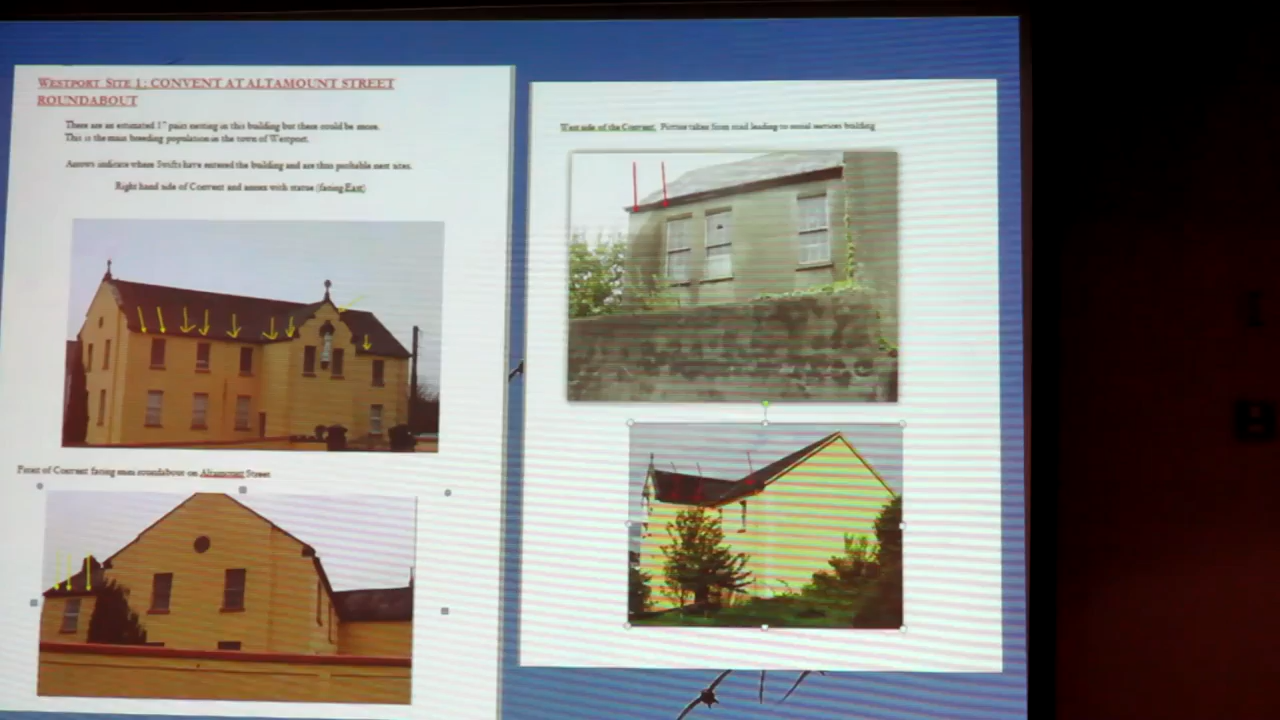 WESTPORT SITE 1: CONVENT AT ALTAMOUNT STREET
ROUNDABOUT
There are an estimated 17 pairs nesting in this building but there could be more.
This is the main breeding population in the town of Westport.
Arrows indicate where Swifts have entered the building and are thus probable nest sites.
Right hand side of Convent and annex with statue (facing East)
Front of Convent facing mini roundabout on Altamount Street
West side of the Convent. Picture taken from road leading to social services building